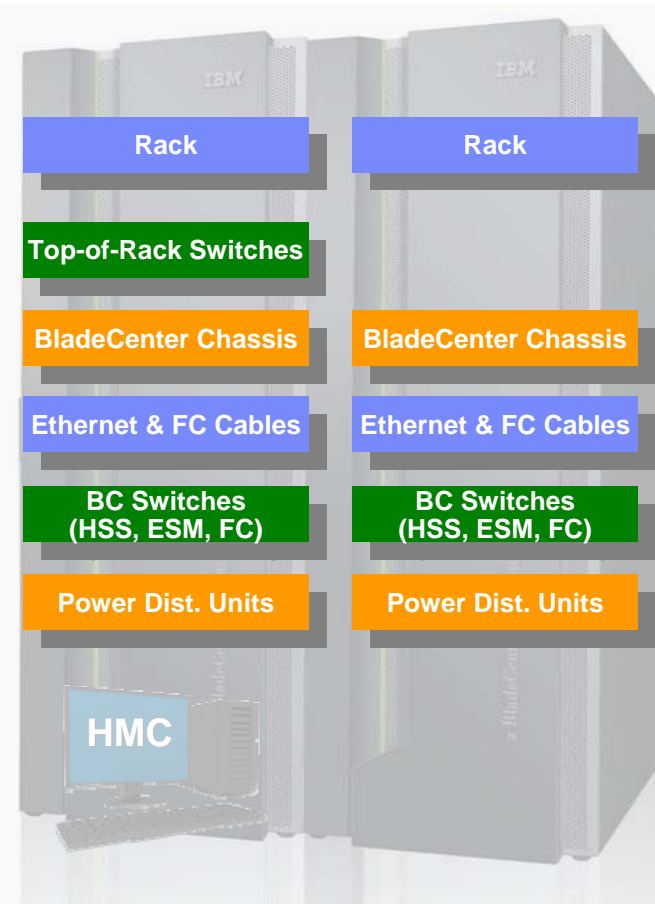 IBM
IBM
Rack
Rack
Top-of-Rack Switches
BladeCenter Chassis
BladeCenter Chassis
Ethernet & FC Cables
Ethernet & FC Cables
BC Switches
(HSS, ESM, FC)
BC Switches
(HSS, ESM, FC)
Power Dist. Units
Power Dist. Units
HMC